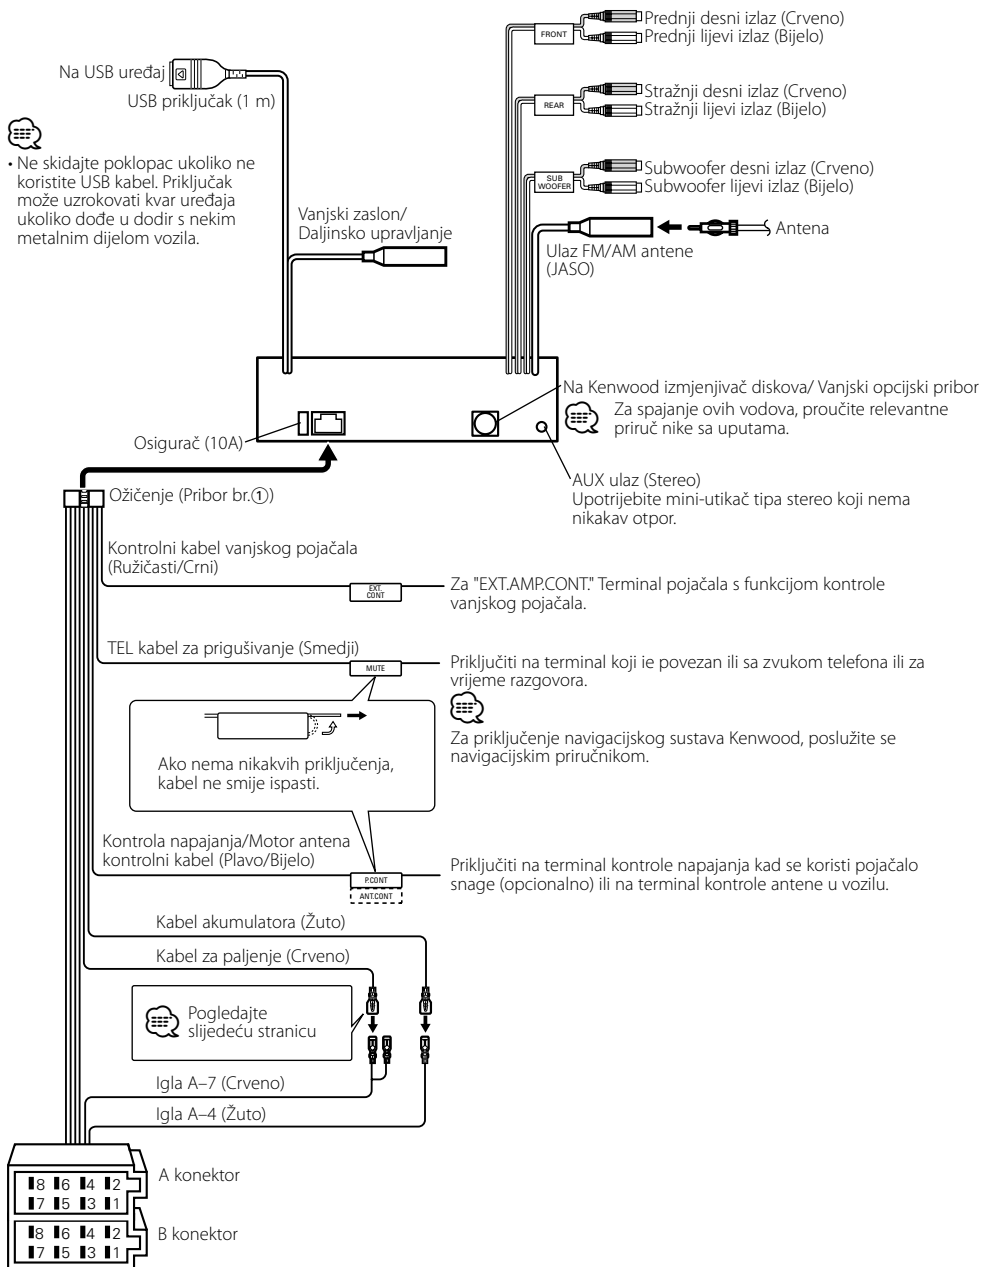 Prednji desni izlaz (Crveno)
FRONT
Prednji lijevi izlaz (Bijelo)
Na USB uređaj
USB priključak (1 m)
Stražnji desni izlaz (Crveno)
REAR
Stražnji lijevi izlaz (Bijelo)
• Ne skidajte poklopac ukoliko ne
koristite USB kabel. Priključak
može uzrokovati kvar uređaja
ukoliko dođe u dodir s nekim
metalnim dijelom vozila.
Subwoofer desni izlaz (Crveno)
SUB
WOOFER
Subwoofer lijevi izlaz (Bijelo)
Vanjski zaslon/
Daljinsko upravljanje
Antena
Ulaz FM/AM antene
(JASO)
Na Kenwood izmjenjivač diskova/ Vanjski opcijski pribor
Za spajanje ovih vodova, proučite relevantne
priruč nike sa uputama.
Osigurač (10A)
AUX ulaz (Stereo)
Upotrijebite mini-utikač tipa stereo koji nema
nikakav otpor.
Ožičenje (Pribor br.①)
Kontrolni kabel vanjskog pojačala
(Ružičasti/Crni)
EXT.
CONT
Za "EXT.AMP.CONT." Terminal pojačala s funkcijom kontrole
vanjskog pojačala.
TEL kabel za prigušivanje (Smedji)
MUTE
Priključiti na terminal koji ie povezan ili sa zvukom telefona ili za
vrijeme razgovora.
Za priključenje navigacijskog sustava Kenwood, poslužite se
navigacijskim priručnikom.
Ako nema nikakvih priključenja,
kabel ne smije ispasti.
Kontrola napajanja/Motor antena
kontrolni kabel (Plavo/Bijelo)
P.CONT
ANT.CONT
Priključiti na terminal kontrole napajanja kad se koristi pojačalo
snage (opcionalno) ili na terminal kontrole antene u vozilu.
Kabel akumulatora (Žuto)
Kabel za paljenje (Crveno)
Pogledajte
slijedeću stranicu
Igla A–7 (Crveno)
Igla A–4 (Žuto)
A konektor
8 6 4 2
7 5 3 1
B konektor
8 6 4 2
7 5 3 1